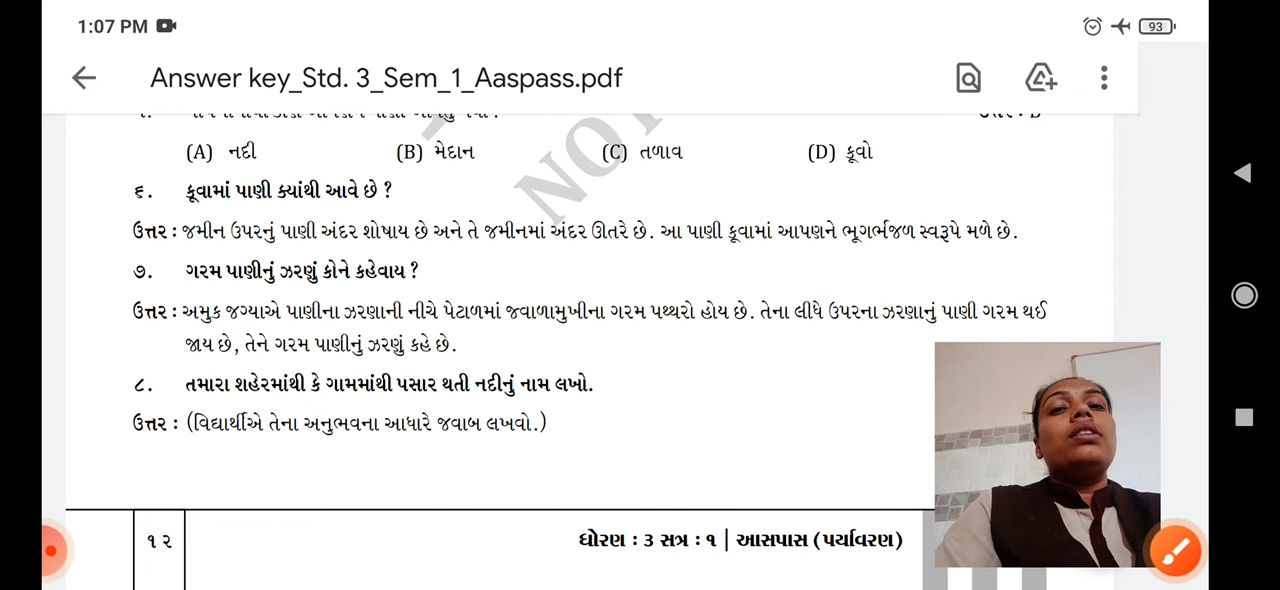 1:07 PM
93
Answer key_Std. 3_Sem_1_Aaspass.pdf
NOT
(A) નદી (B) મેદાન (C) તળાવ (D) કૂવો
૬. કૂવામાં પાણી ક્યાંથી આવે છે ?
ઉત્તર : જમીન ઉપરનું પાણી અંદર શોષાય છે અને તે જમીનમાં અંદર ઊતરે છે. આ પાણી કૂવામાં આપણને ભૂગર્ભજળ સ્વરૂપે મળે છે.
૭. ગરમ પાણીનું ઝરણું કોને કહેવાય ?
ઉત્તર : અમુક જગ્યાએ પાણીના ઝરણાની નીચે પેટાળમાં જ્વાળામુખીના ગરમ પથ્થરો હોય છે. તેના લીધે ઉપરના ઝરણાનું પાણી ગરમ થઈ
જાય છે, તેને ગરમ પાણીનું ઝરણું કહે છે.
૮. તમારા શહેરમાંથી કે ગામમાંથી પસાર થતી નદીનું નામ લખો.
ઉત્તર : (વિદ્યાર્થીએ તેના અનુભવના આધારે જવાબ લખવો.)
૧૨ ધોરણ : ૩ સત્ર : ૧ | આસપાસ (પર્યાવરણ)